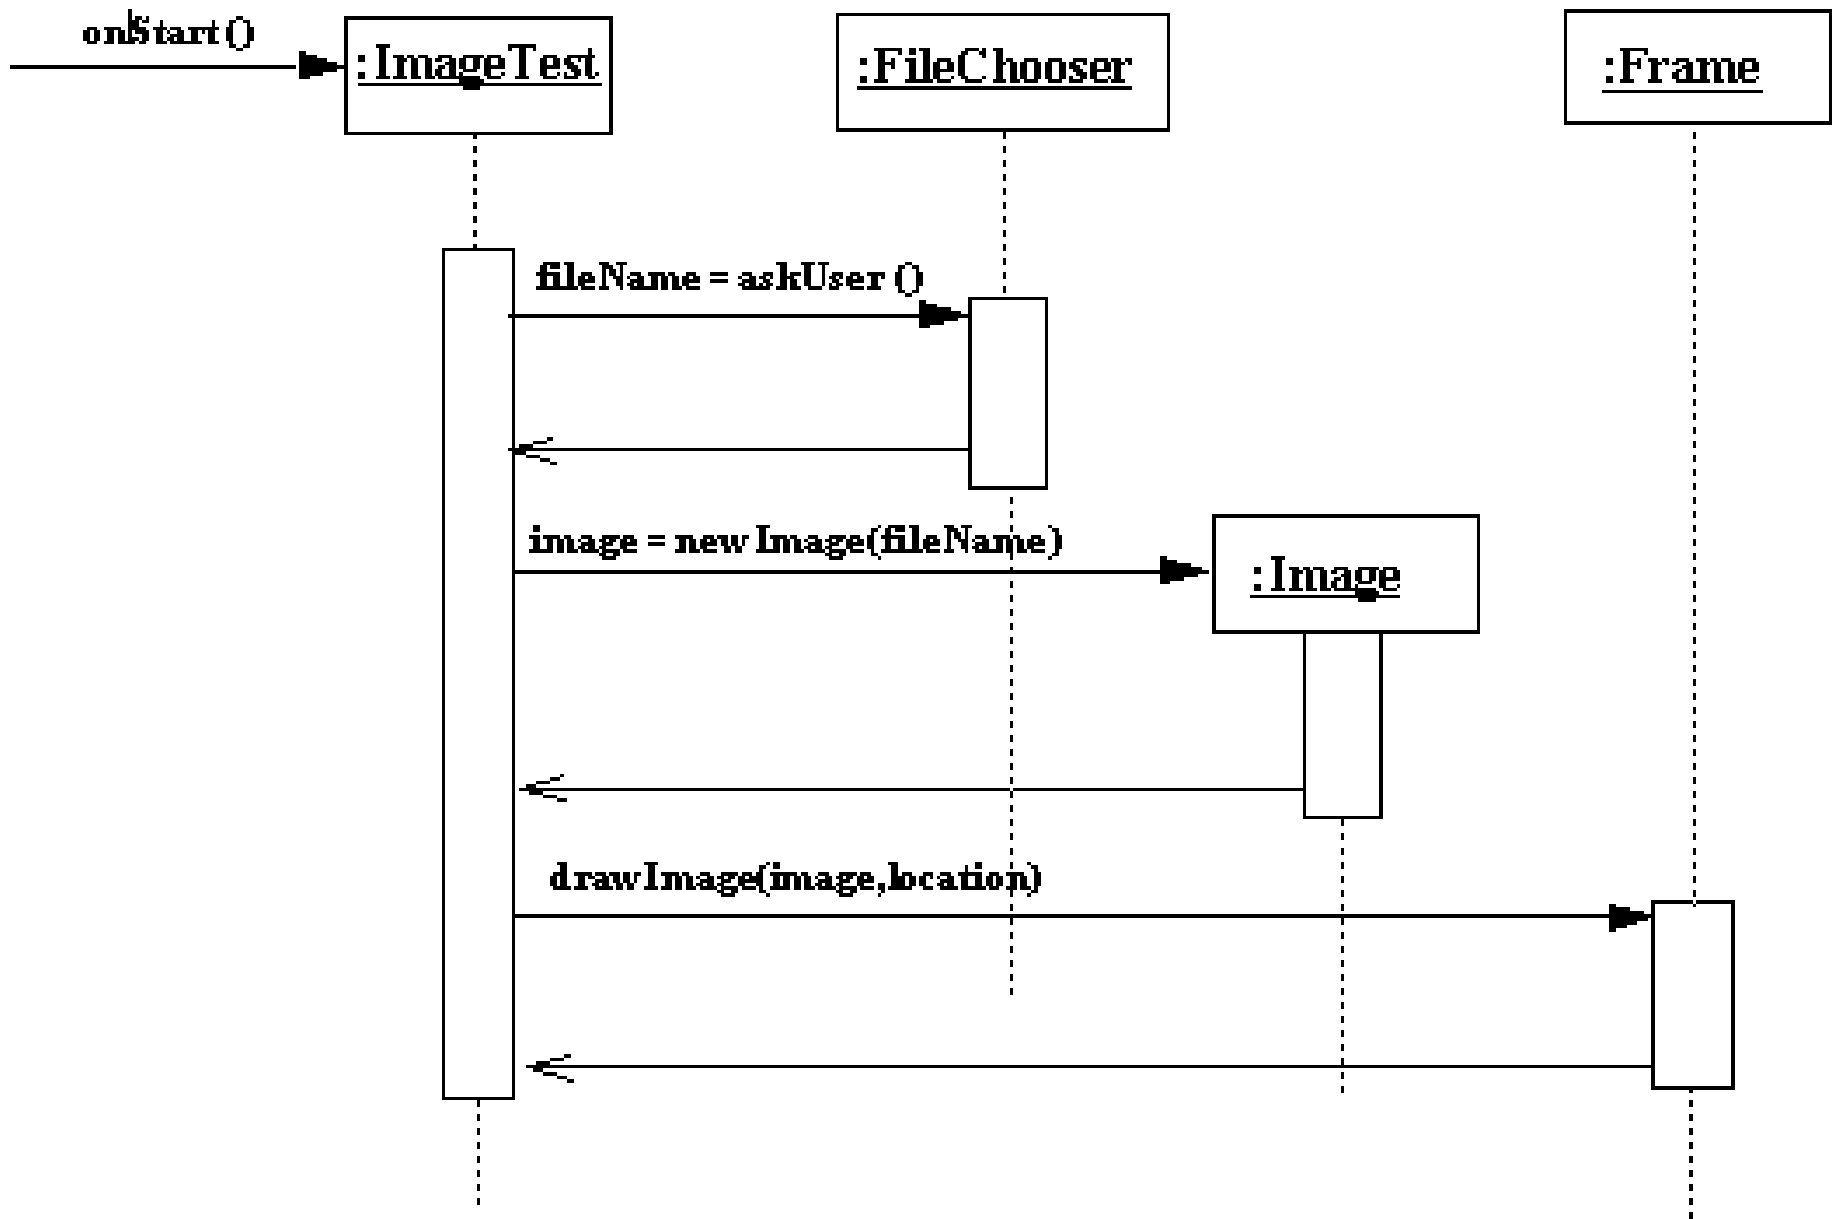 onStart()
:ImageTest
:FileChooser
:Frame
fileName = askUser ()
image = new Image(fileName)
:Image
drawImage(image,location)